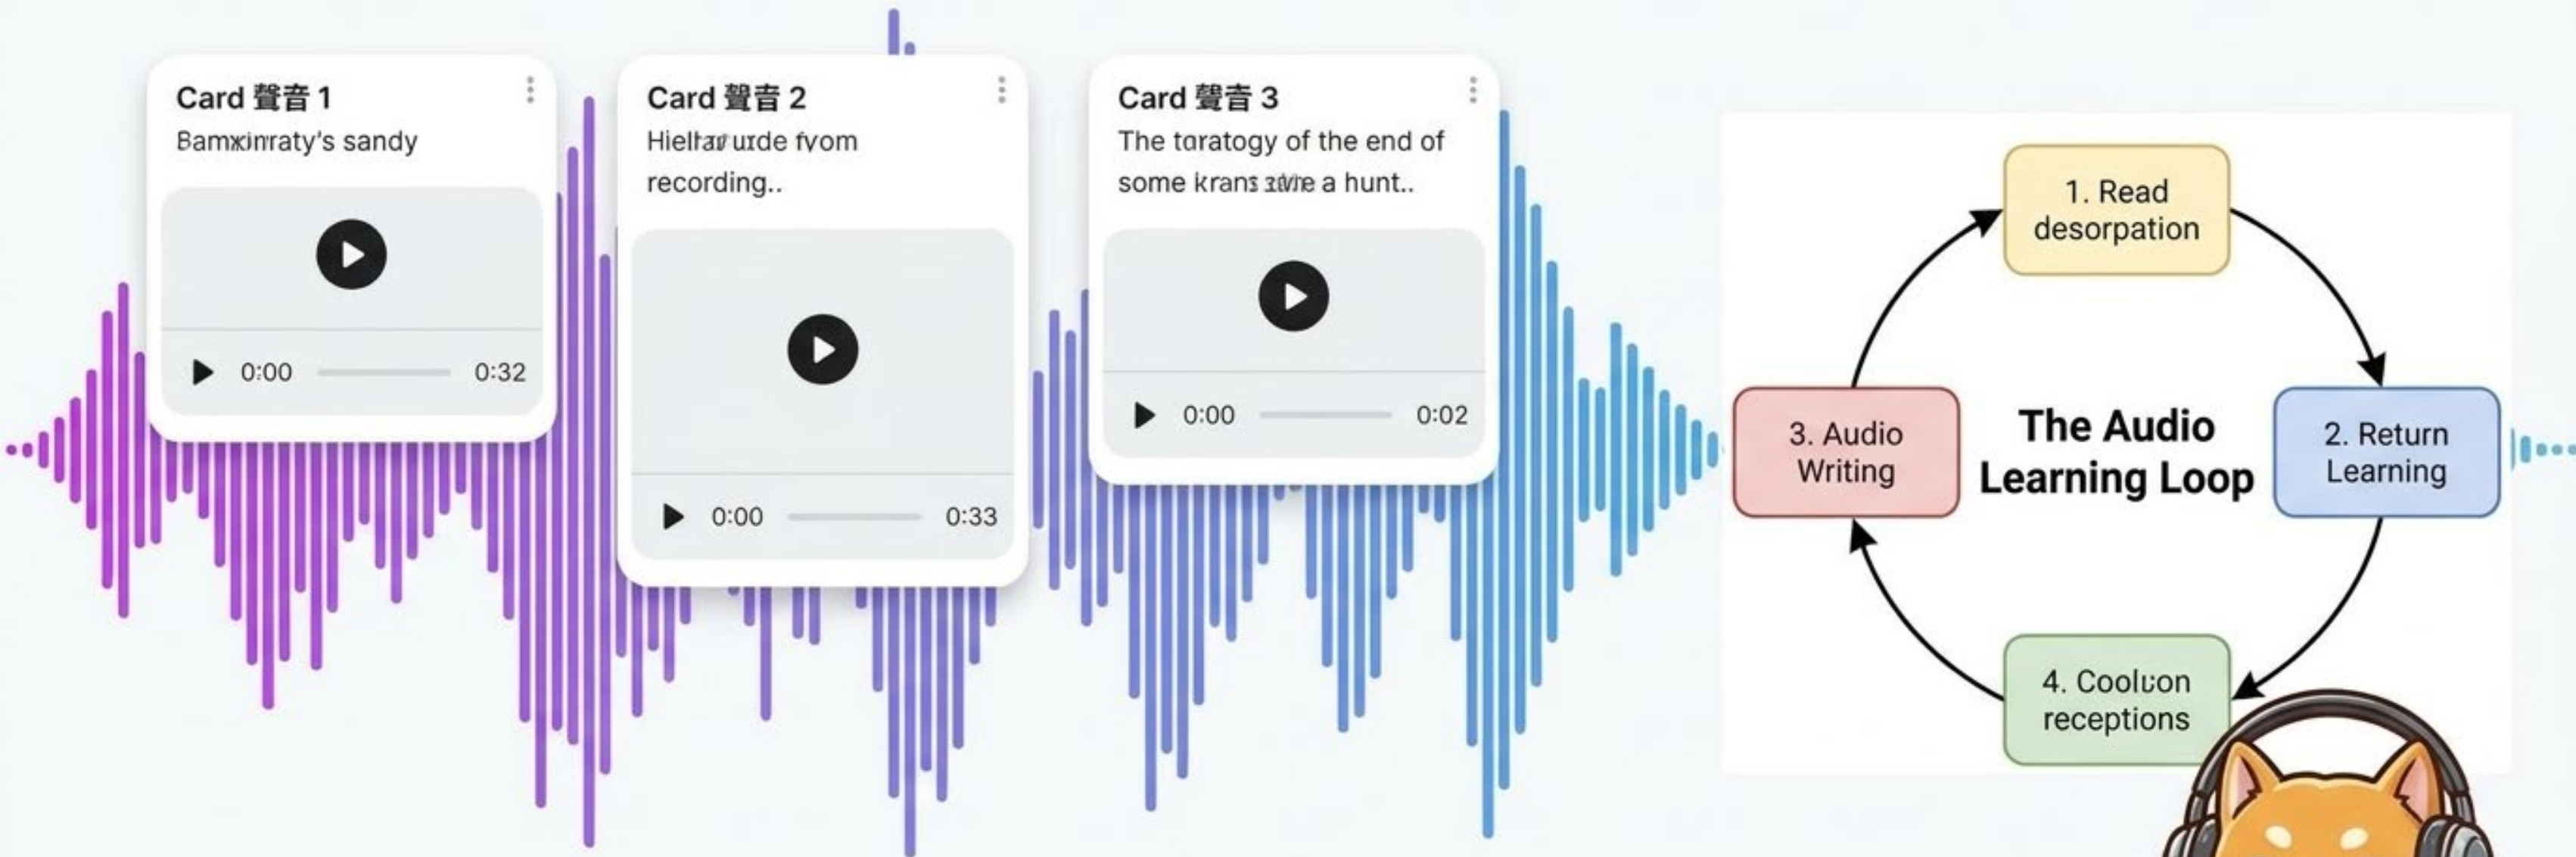 Card 聲音 1
sandy
0:00
0:32
Card 聲音 2
recording..
0:00
0:33
Card 聲音 3
The taratogy of the end of
some a hunt..
0:00
0:02
1. Read
desorpation
2. Return
Learning
The Audio
Learning Loop
3. Audio
Writing
4.
receptions